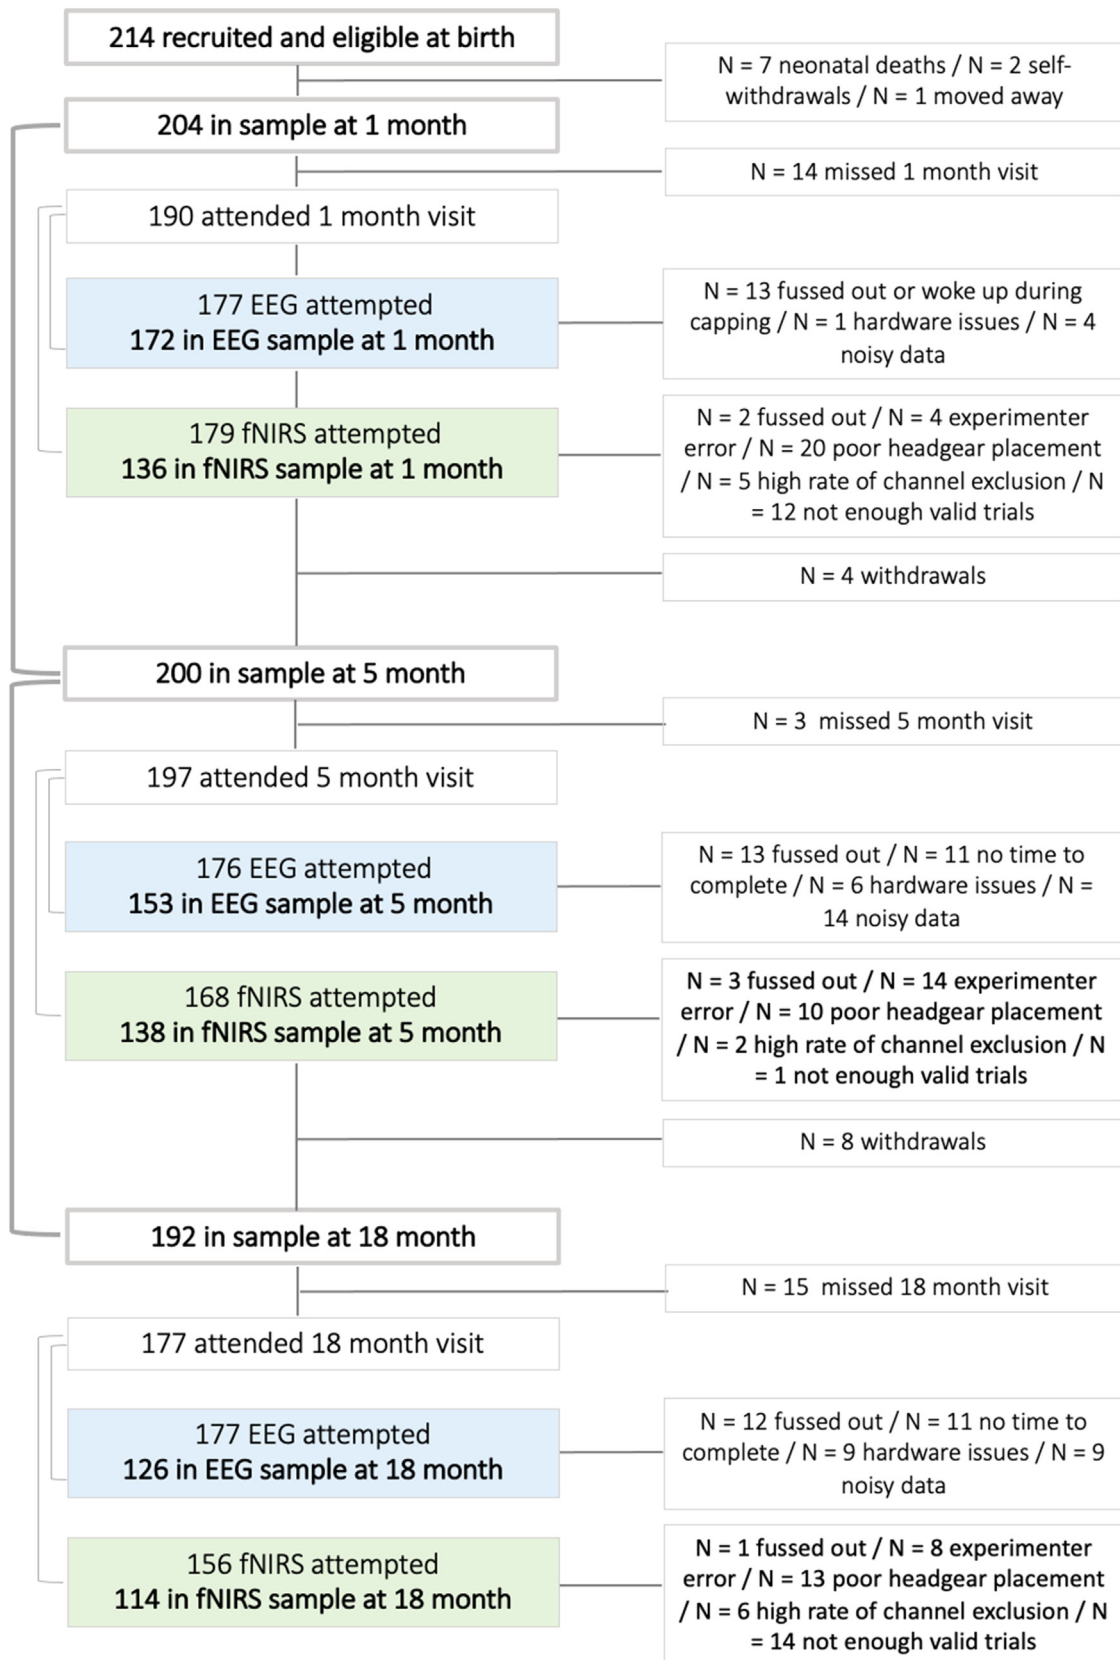 214 recruited and eligible at birth
N = 7 neonatal deaths / N = 2 self-
withdrawals / N = 1 moved away
204 in sample at 1 month
N = 14 missed 1 month visit
190 attended 1 month visit
177 EEG attempted
172 in EEG sample at 1 month
N = 13 fussed out or woke up during
capping / N = 1 hardware issues / N = 4
noisy data
179 fNIRS attempted
136 in fNIRS sample at 1 month
N = 2 fussed out / N = 4 experimenter
error / N = 20 poor headgear placement
/ N = 5 high rate of channel exclusion / N
= 12 not enough valid trials
N = 4 withdrawals
200 in sample at 5 month
N = 3 missed 5 month visit
197 attended 5 month visit
176 EEG attempted
153 in EEG sample at 5 month
N = 13 fussed out / N = 11 no time to
complete / N = 6 hardware issues / N =
14 noisy data
168 fNIRS attempted
138 in fNIRS sample at 5 month
N = 3 fussed out / N = 14 experimenter
error / N = 10 poor headgear placement
/ N = 2 high rate of channel exclusion / N
= 1 not enough valid trials
N = 8 withdrawals
192 in sample at 18 month
N = 15 missed 18 month visit
177 attended 18 month visit
177 EEG attempted
126 in EEG sample at 18 month
N = 12 fussed out / N = 11 no time to
complete / N = 9 hardware issues / N = 9
noisy data
156 fNIRS attempted
114 in fNIRS sample at 18 month
N = 1 fussed out / N = 8 experimenter
error / N = 13 poor headgear placement
/ N = 6 high rate of channel exclusion / N
= 14 not enough valid trials